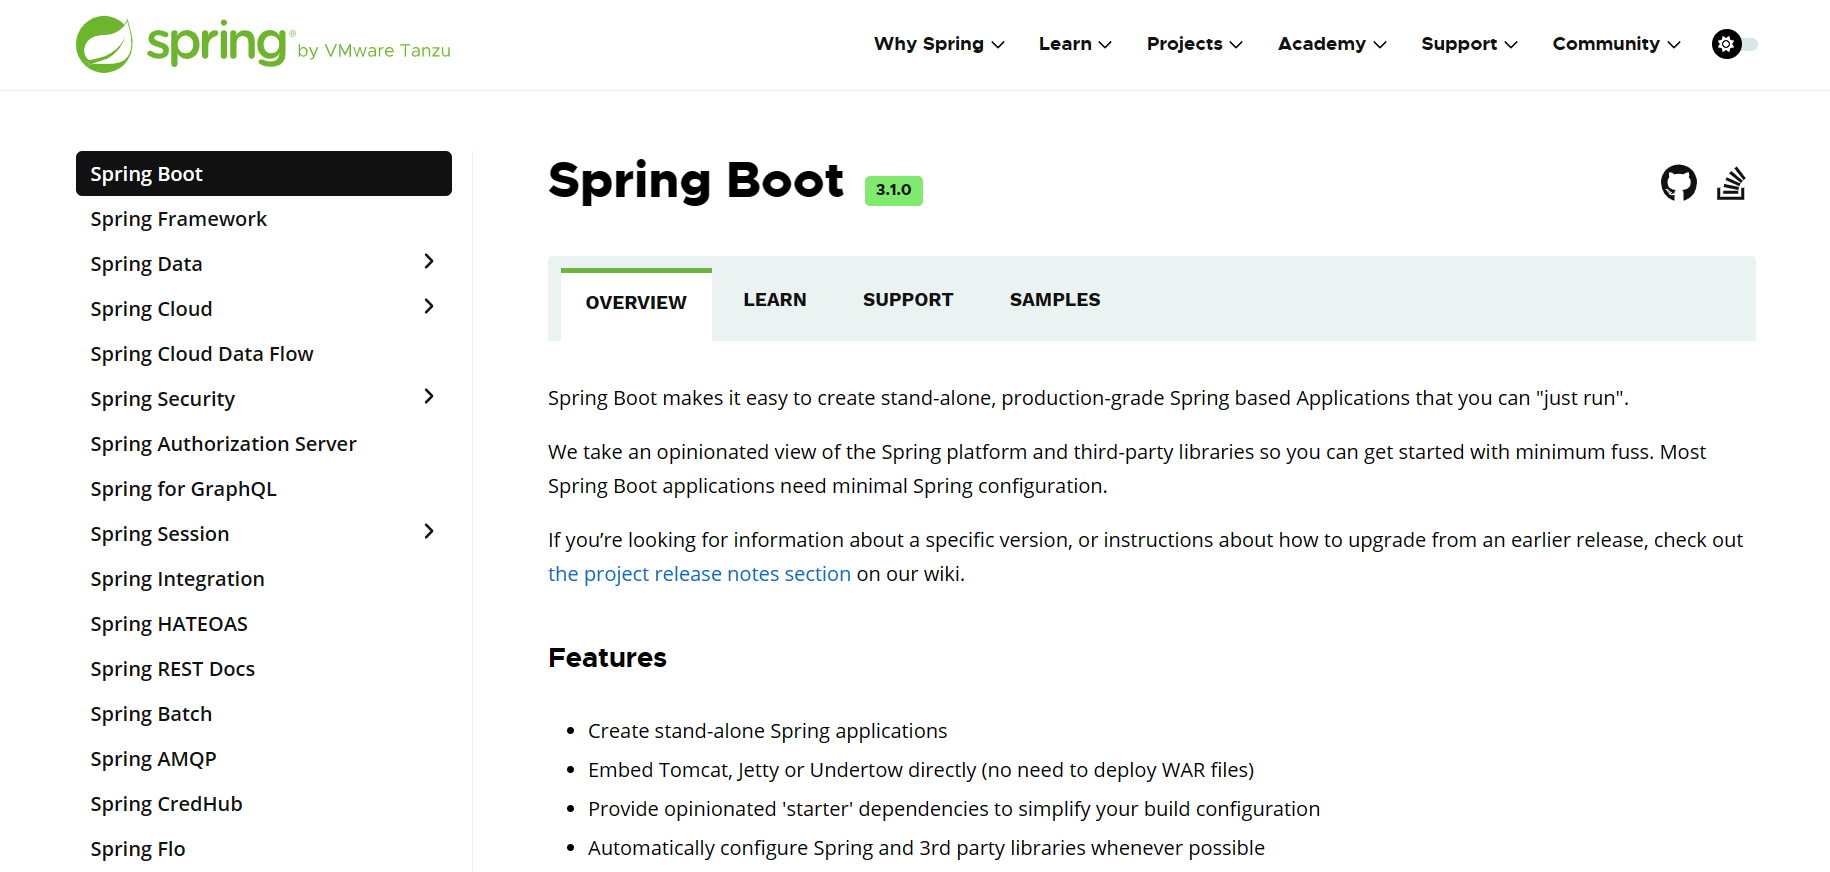 spring® by VMware Tanzu
Why Spring
Learn
Projects
Academy
Support
Community
Spring Boot
Spring Framework
Spring Data
Spring Cloud
Spring Cloud Data Flow
Spring Security
Spring Authorization Server
Spring for GraphQL
Spring Session
Spring Integration
Spring HATEOAS
Spring REST Docs
Spring Batch
Spring AMQP
Spring CredHub
Spring Flo
Spring Boot 3.1.0
OVERVIEW
LEARN
SUPPORT
SAMPLES
Spring Boot makes it easy to create stand-alone, production-grade Spring based Applications that you can "just run".
We take an opinionated view of the Spring platform and third-party libraries so you can get started with minimum fuss. Most
Spring Boot applications need minimal Spring configuration.
If you’re looking for information about a specific version, or instructions about how to upgrade from an earlier release, check out
the project release notes section on our wiki.
Features
• Create stand-alone Spring applications
• Embed Tomcat, Jetty or Undertow directly (no need to deploy WAR files)
• Provide opinionated 'starter' dependencies to simplify your build configuration
• Automatically configure Spring and 3rd party libraries whenever possible